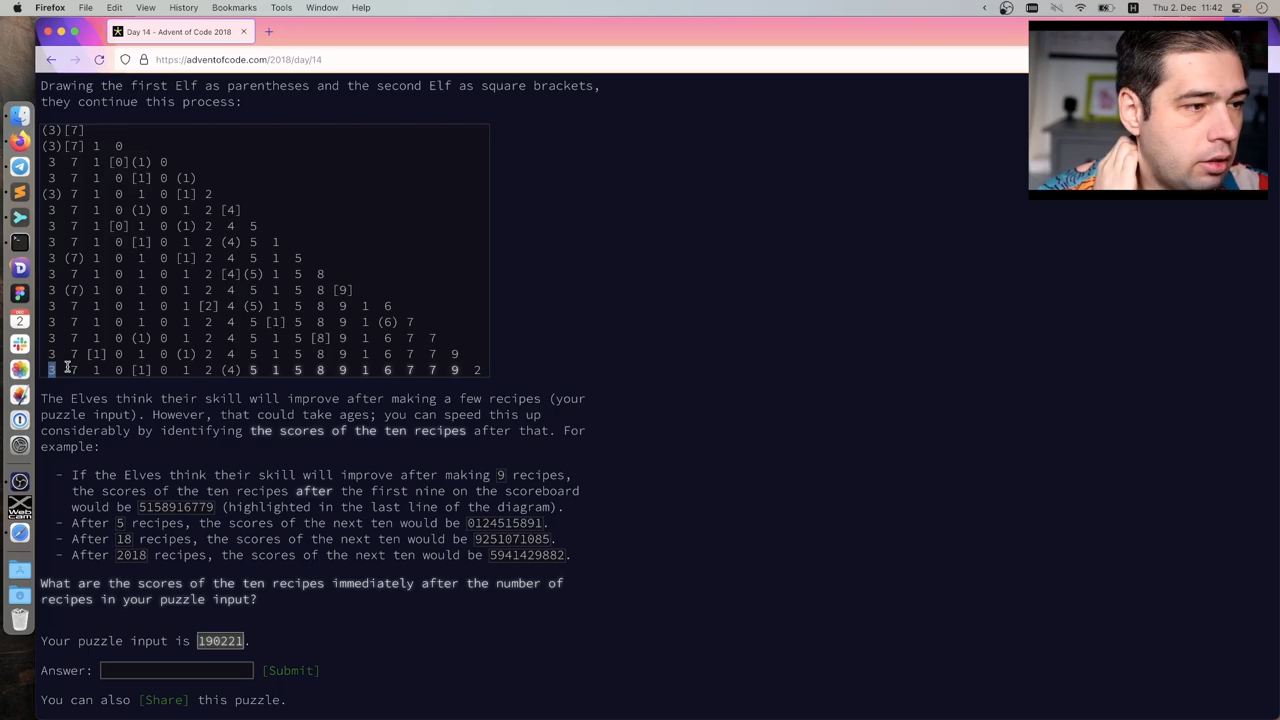 Firefox File Edit View History Bookmarks Tools Window Help Thu 2. Dec 11:42
Day 14 - Advent of Code 2018
https://adventofcode.com/2018/day/14
Drawing the first Elf as parentheses and the second Elf as square brackets,
they continue this process:
(3)[7]
(3)[7] 1 0
3 7 1 [0](1) 0
3 7 1 0 [1] 0 (1)
(3) 7 1 0 1 0 [1] 2
3 7 1 0 (1) 0 1 2 [4]
3 7 1 [0] 1 0 (1) 2 4 5
3 7 1 0 [1] 0 1 2 (4) 5 1
3 (7) 1 0 1 0 [1] 2 4 5 1 5
3 7 1 0 1 0 1 2 [4](5) 1 5 8
3 (7) 1 0 1 0 1 2 4 5 1 5 8 [9]
3 7 1 0 1 0 1 [2] 4 (5) 1 5 8 9 1 6
3 7 1 0 1 0 1 2 4 5 [1] 5 8 9 1 (6) 7
3 7 1 0 (1) 0 1 2 4 5 1 5 [8] 9 1 6 7 7
3 7 [1] 0 1 0 (1) 2 4 5 1 5 8 9 1 6 7 7 9
3 7 1 0 [1] 0 1 2 (4) 5 1 5 8 9 1 6 7 7 9 2
The Elves think their skill will improve after making a few recipes (your
puzzle input). However, that could take ages; you can speed this up
considerably by identifying the scores of the ten recipes after that. For
example:
- If the Elves think their skill will improve after making 9 recipes,
the scores of the ten recipes after the first nine on the scoreboard
would be 5158916779 (highlighted in the last line of the diagram).
- After 5 recipes, the scores of the next ten would be 0124515891.
- After 18 recipes, the scores of the next ten would be 9251071085.
- After 2018 recipes, the scores of the next ten would be 5941429882.
What are the scores of the ten recipes immediately after the number of
recipes in your puzzle input?
Your puzzle input is 190221.
Answer: [Submit]
You can also [Share] this puzzle.